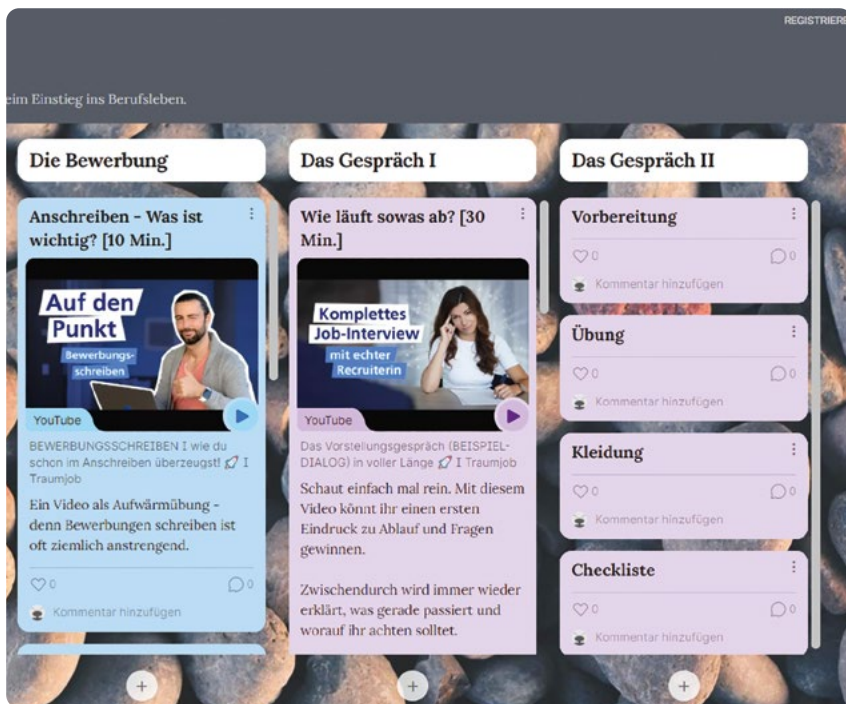 REGISTRIERE
eim Einstieg ins Berufsleben.
Die Bewerbung
Anschreiben - Was ist
wichtig? [10 Min.]
Auf den
Punkt
Bewerbungs-
schreiben
YouTube
BEWERBUNGSSCHREIBEN I wie du
schon im Anschreiben überzeugst! 🚀 I
Traumjob
Ein Video als Aufwärmübung -
denn Bewerbungen schreiben ist
oft ziemlich anstrengend.
0
0
Kommentar hinzufügen
Das Gespräch I
Wie läuft sowas ab? [30
Min.]
Komplettes
Job-Interview
mit echter
Recruiterin
YouTube
Das Vorstellungsgespräch (BEISPIEL-
DIALOG) in voller Länge 🚀 I Traumjob
Schaut einfach mal rein. Mit diesem
Video könnt ihr einen ersten
Eindruck zu Ablauf und Fragen
gewinnen.
Zwischendurch wird immer wieder
erklärt, was gerade passiert und
worauf ihr achten solltet.
Das Gespräch II
Vorbereitung
0
0
Kommentar hinzufügen
Übung
0
0
Kommentar hinzufügen
Kleidung
0
0
Kommentar hinzufügen
Checkliste
0
0
Kommentar hinzufügen